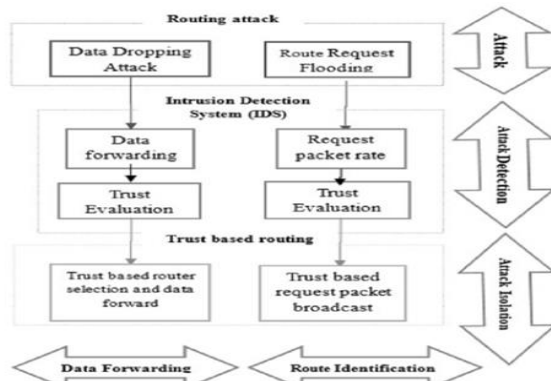 Routing attack
Data Dropping
Attack
Route Request
Flooding
Attack
Intrusion Detection
System (IDS)
Data
forwarding
Request
packet rate
Trust
Evaluation
Trust
Evaluation
Attack Detection
Trust based routing
Trust based router
selection and data
forward
Trust based
request packet
broadcast
Attack Isolation
Data Forwarding
Route Identification